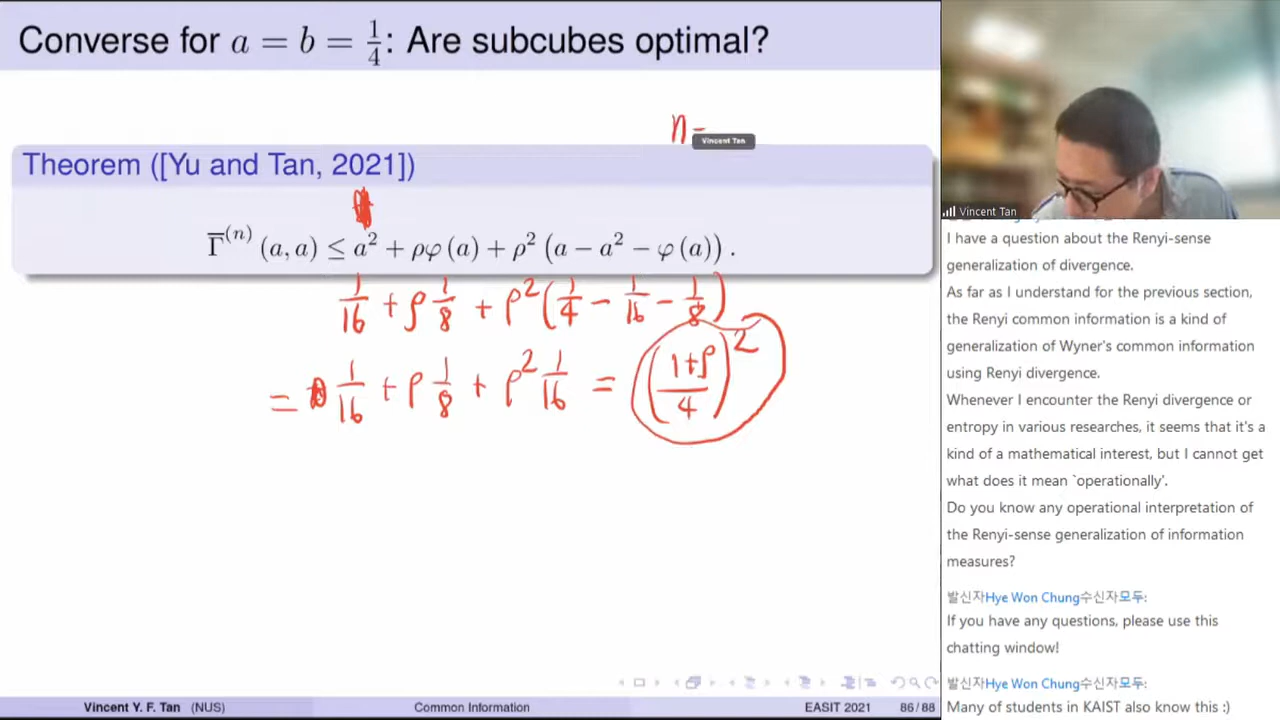 Converse for a = b = 1/4: Are subcubes optimal?
n-
Vincent Tan
Theorem ([Yu and Tan, 2021])
Γ̅⁽ⁿ⁾ (a, a) ≤ a² + ρφ (a) + ρ² (a − a² − φ (a)) .
1/16 + ρ 1/8 + ρ² (1/4 − 1/16 − 1/8)
= 1/16 + ρ 1/8 + ρ² 1/16 = ((1+ρ)/4)²
Vincent Y. F. Tan (NUS) Common Information EASIT 2021 86 / 88
Vincent Tan
I have a question about the Renyi-sense
generalization of divergence.
As far as I understand for the previous section,
the Renyi common information is a kind of
generalization of Wyner's common information
using Renyi divergence.
Whenever I encounter the Renyi divergence or
entropy in various researches, it seems that it's a
kind of a mathematical interest, but I cannot get
what does it mean `operationally'.
Do you know any operational interpretation of
the Renyi-sense generalization of information
measures?
발신자Hye Won Chung수신자모두:
If you have any questions, please use this
chatting window!
발신자Hye Won Chung수신자모두:
Many of students in KAIST also know this :)